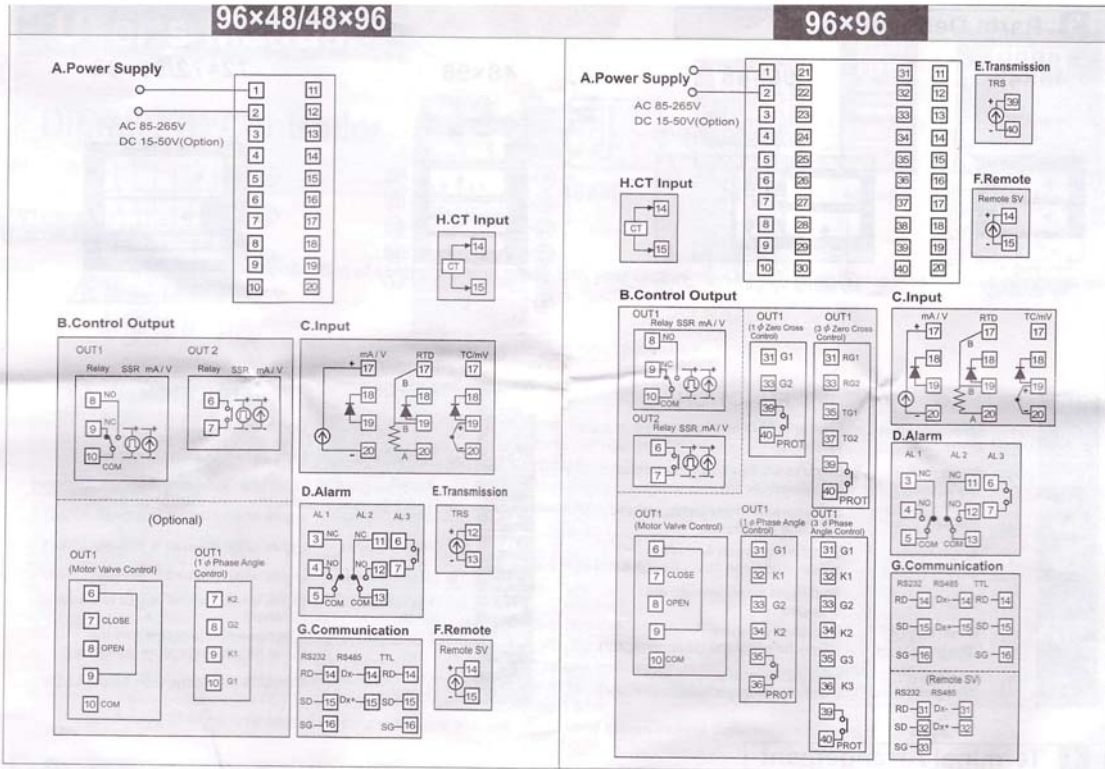 96×48/48×96
A.Power Supply
AC 85-265V
DC 15-50V(Option)
1 11
2 12
3 13
4 14
5 15
6 16
7 17
8 18
9 19
10 20
H.CT Input
CT
14
15
B.Control Output
OUT1
Relay SSR mA / V
8 NO
9 NC
10 COM
OUT 2
Relay SSR mA / V
6
7
C.Input
mA / V RTD TC/mV
17 17 17
B
18 18 18
19 19 19
B
20 20 20
A
+ -
(Optional)
OUT1
(Motor Valve Control)
6
7 CLOSE
8 OPEN
9
10 COM
OUT1
(1 ϕ Phase Angle
Control)
7 K2
8 G2
9 K1
10 G1
D.Alarm
AL 1 AL 2 AL 3
3 NC NC 11 6
4 NO NO 12 7
5 COM COM 13
E.Transmission
TRS
+ 12
- 13
G.Communication
RS232 RS485 TTL
RD 14 Dx- 14 RD 14
SD 15 Dx+ 15 SD 15
SG 16 SG 16
F.Remote
Remote SV
+ 14
- 15
96×96
A.Power Supply
AC 85-265V
DC 15-50V(Option)
1 21 31 11
2 22 32 12
3 23 33 13
4 24 34 14
5 25 35 15
6 26 36 16
7 27 37 17
8 28 38 18
9 29 39 19
10 30 40 20
E.Transmission
TRS
+ 39
- 40
H.CT Input
CT
14
15
F.Remote
Remote SV
+ 14
- 15
B.Control Output
OUT1
Relay SSR mA / V
8 NO
9 NC
10 COM
OUT2
Relay SSR mA / V
6
7
OUT1
(1 ϕ Zero Cross
Control)
31 G1
33 G2
39
40 PROT
OUT1
(3 ϕ Zero Cross
Control)
31 RG1
33 RG2
35 TG1
37 TG2
39
40 PROT
OUT1
(Motor Valve Control)
6
7 CLOSE
8 OPEN
9
10 COM
OUT1
(1 ϕ Phase Angle
Control)
31 G1
32 K1
33 G2
34 K2
35
36 PROT
OUT1
(3 ϕ Phase
Angle Control)
31 G1
32 K1
33 G2
34 K2
35 G3
36 K3
39
40 PROT
C.Input
mA / V RTD TC/mV
17 17 17
B
18 18 18
19 19 19
B
20 20 20
A
+ -
D.Alarm
AL 1 AL 2 AL 3
3 NC NC 11 6
4 NO NO 12 7
5 COM COM 13
G.Communication
RS232 RS485 TTL
RD 14 Dx- 14 RD 14
SD 15 Dx+ 15 SD 15
SG 16 SG 16
(Remote SV)
RS232 RS485
RD 31 Dx- 31
SD 32 Dx+ 32
SG 33